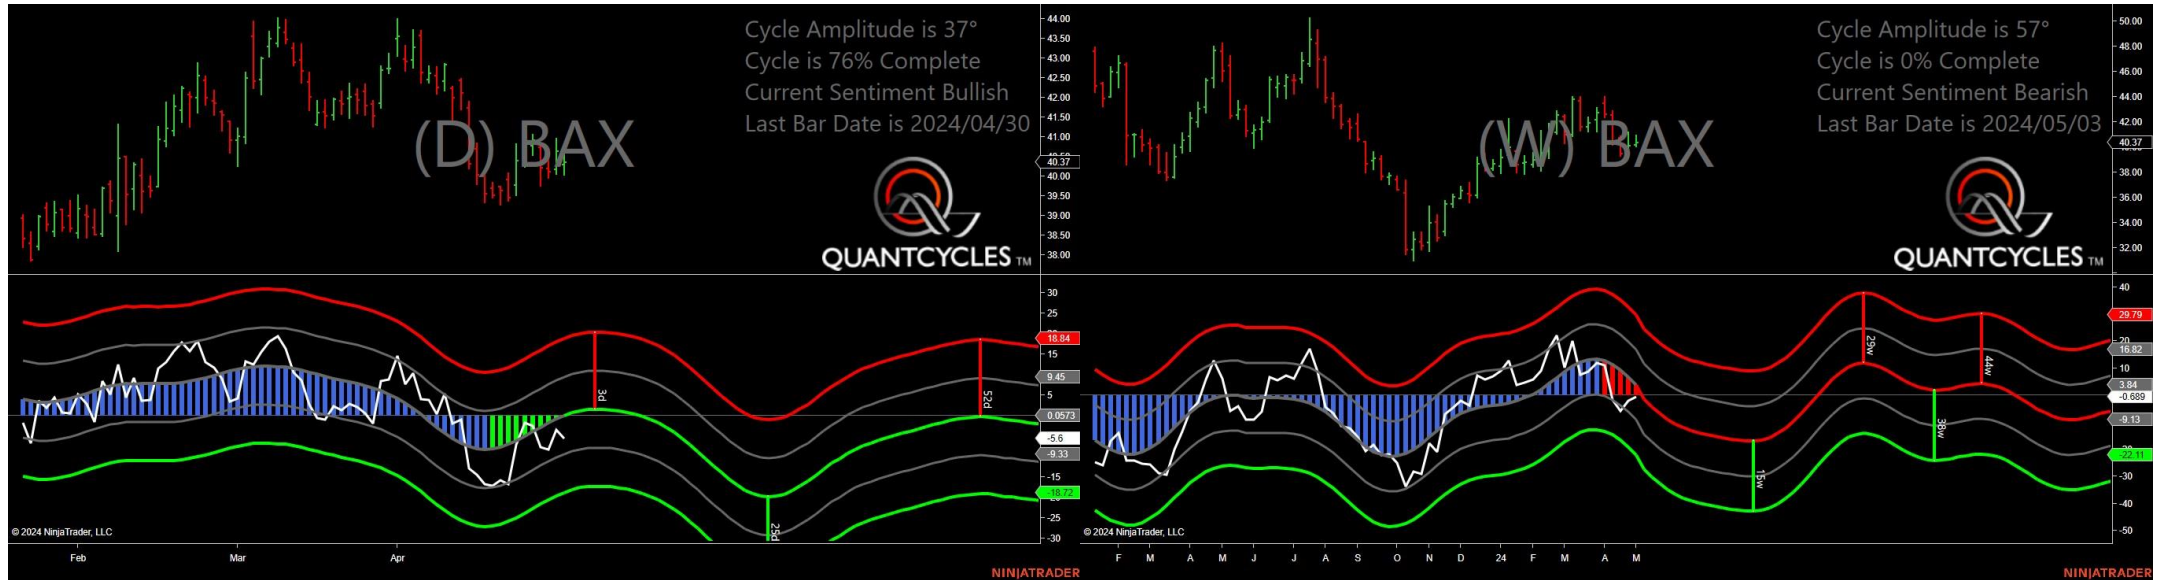 Cycle Amplitude is 37°
Cycle is 76% Complete
Current Sentiment Bullish
Last Bar Date is 2024/04/30
(D) BAX
QUANTCYCLES TM
44.00
43.50
43.00
42.50
42.00
41.50
41.00
40.37
40.00
39.50
39.00
38.50
38.00
30
25
18.84
15
9.45
5
0.0573
-5.6
-9.33
-15
-18.72
-25
-30
3d
25d
52d
© 2024 NinjaTrader, LLC
Feb Mar Apr
NINJATRADER
Cycle Amplitude is 57°
Cycle is 0% Complete
Current Sentiment Bearish
Last Bar Date is 2024/05/03
(W) BAX
QUANTCYCLES TM
50.00
48.00
46.00
44.00
42.00
40.37
38.00
36.00
34.00
32.00
40
29.79
20
16.82
10
3.84
-0.689
-9.13
-22.11
-30
-40
-50
15w
29w
38w
44w
© 2024 NinjaTrader, LLC
F M A M J J A S O N D 24 F M A M
NINJATRADER